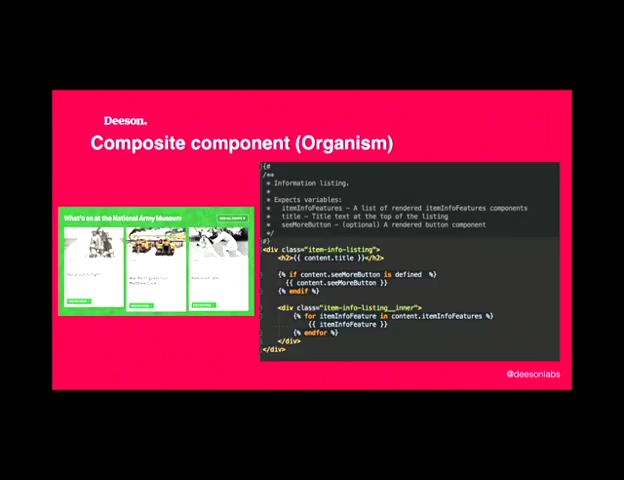 Deeson.
Composite component (Organism)
What's on at the National Army Museum
{#
/**
* Information listing.
*
* Expects variables:
* itemInfoFeatures – A list of rendered itemInfoFeatures components
* title – Title text at the top of the listing
* seeMoreButton – (optional) A rendered button component
*/
#}
<div class="item-info-listing">
<h2>{{ content.title }}</h2>
{% if content.seeMoreButton is defined %}
{{ content.seeMoreButton }}
{% endif %}
<div class="item-info-listing__inner">
{% for itemInfoFeature in content.itemInfoFeatures %}
{{ itemInfoFeature }}
{% endfor %}
</div>
</div>
@deesonlabs